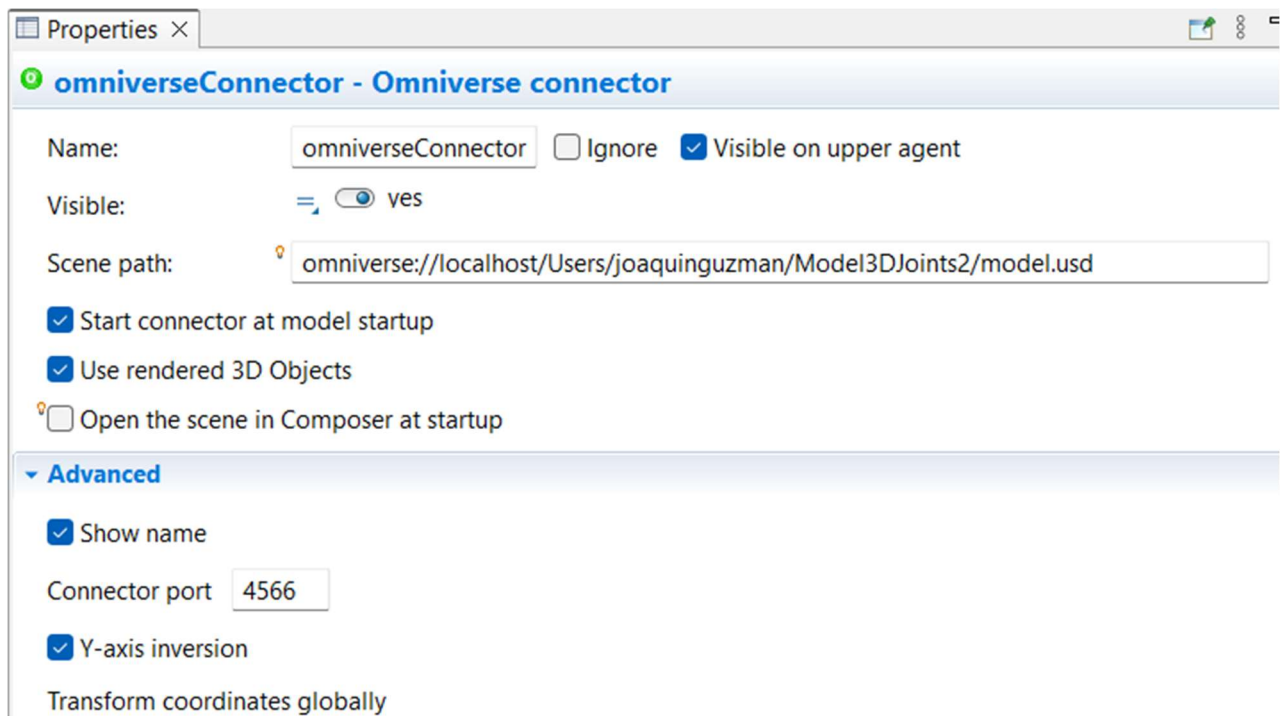 Properties
omniverseConnector - Omniverse connector
Name: omniverseConnector Ignore Visible on upper agent
Visible: yes
Scene path: omniverse://localhost/Users/joaquinguzman/Model3DJoints2/model.usd
Start connector at model startup
Use rendered 3D Objects
Open the scene in Composer at startup
Advanced
Show name
Connector port 4566
Y-axis inversion
Transform coordinates globally